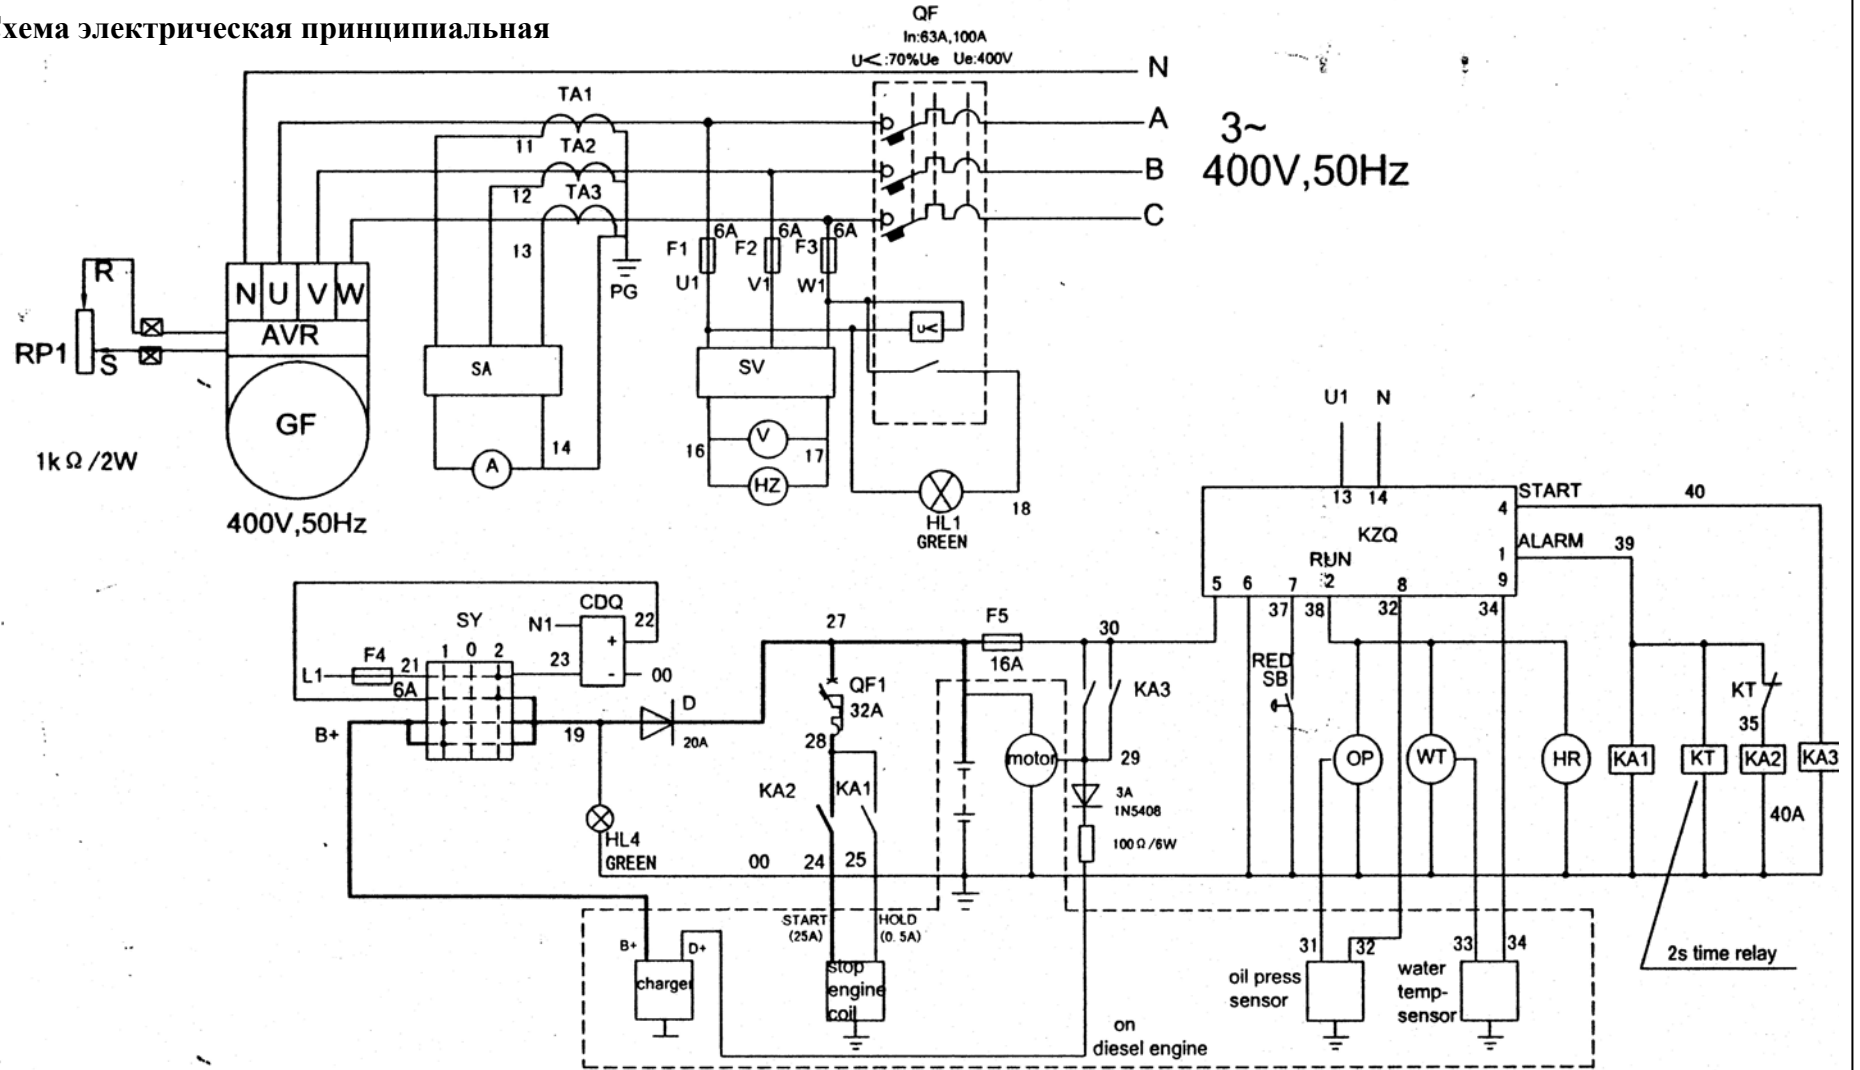 Схема электрическая принципиальная
QF
In:63A,100A
U<:70%Ue Ue:400V
N
TA1
A
3~
11 TA2
B
400V,50Hz
12 TA3
C
13
F1 6A F2 6A F3 6A
U1 V1 W1
PG
R
N U V W
AVR
RP1
S
U<
SA
SV
GF
U1 N
1kΩ/2W
14
A
16 V 17
HZ
18
HL1
GREEN
400V,50Hz
13 14
START 40
4
KZQ
ALARM 39
1
RUN
5 6 7 2 8 9
37 38 32 34
SY
CDQ
N1 22
+
1 0 2
F4
L1 21 23
- 00
6A
27
F5
30
16A
RED
SB
QF1
32A
KA3
KT
35
D
B+
19
20A
28
motor
29
OP WT HR KA1 KT KA2 KA3
KA2 KA1
3A
1N5408
40A
HL4
GREEN
100Ω/6W
00 24 25
START
(25A)
HOLD
(0.5A)
B+ D+
31 32 33 34
2s time relay
charger
stop
engine
coil
oil press
sensor
water
temp-
sensor
on
diesel engine